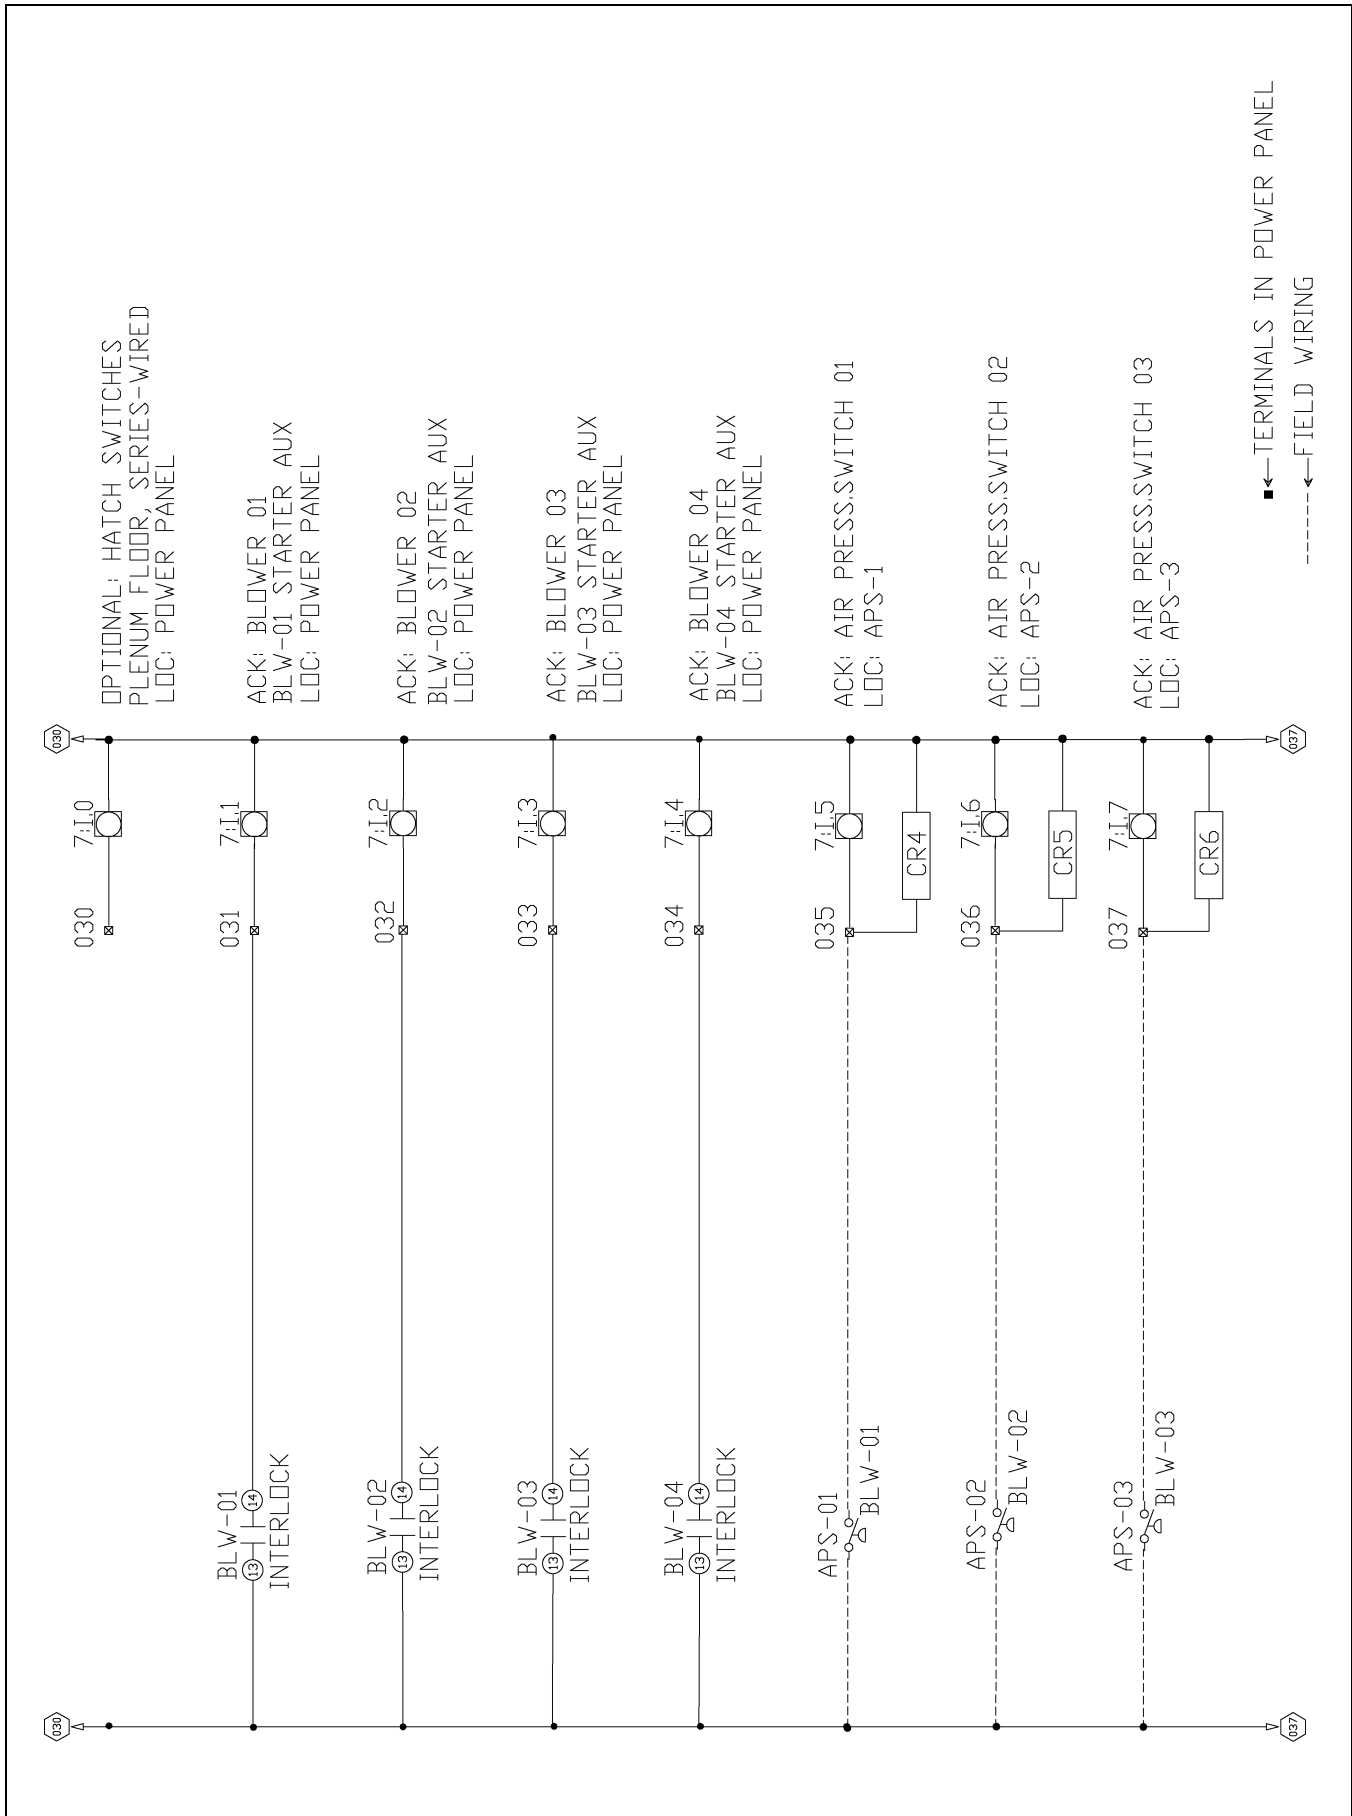 030
030
030
7:I.0
OPTIONAL: HATCH SWITCHES
PLENUM FLOOR, SERIES-WIRED
LOC: POWER PANEL
BLW-01
13
14
INTERLOCK
031
7:I.1
ACK: BLOWER 01
BLW-01 STARTER AUX
LOC: POWER PANEL
BLW-02
13
14
INTERLOCK
032
7:I.2
ACK: BLOWER 02
BLW-02 STARTER AUX
LOC: POWER PANEL
BLW-03
13
14
INTERLOCK
033
7:I.3
ACK: BLOWER 03
BLW-03 STARTER AUX
LOC: POWER PANEL
BLW-04
13
14
INTERLOCK
034
7:I.4
ACK: BLOWER 04
BLW-04 STARTER AUX
LOC: POWER PANEL
APS-01
BLW-01
035
7:I.5
CR4
ACK: AIR PRESS.SWITCH 01
LOC: APS-1
APS-02
BLW-02
036
7:I.6
CR5
ACK: AIR PRESS.SWITCH 02
LOC: APS-2
APS-03
BLW-03
037
7:I.7
CR6
ACK: AIR PRESS.SWITCH 03
LOC: APS-3
037
037
TERMINALS IN POWER PANEL
FIELD WIRING